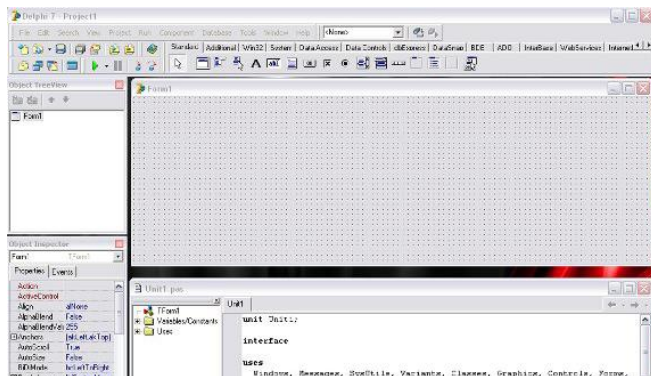 Delphi 7 - Project1
File Edit Search View Project Run Component Database Tools Window Help <None>
Standard Additional Win32 System Data Access Data Controls dbExpress DataSnap BDE ADO InterBase WebServices Internet
Object TreeView
Form1
Form1
Object Inspector
Form1 TForm1
Properties Events
Action
ActiveControl
Align alNone
AlphaBlend False
AlphaBlendVal 255
Anchors [akLeft,akTop]
AutoScroll True
AutoSize False
BiDiMode bdLeftToRight
Unit1.pas
TForm1
Variables/Constants
Uses
Unit1
unit Unit1;
interface
uses
Windows, Messages, SysUtils, Variants, Classes, Graphics, Controls, Forms,